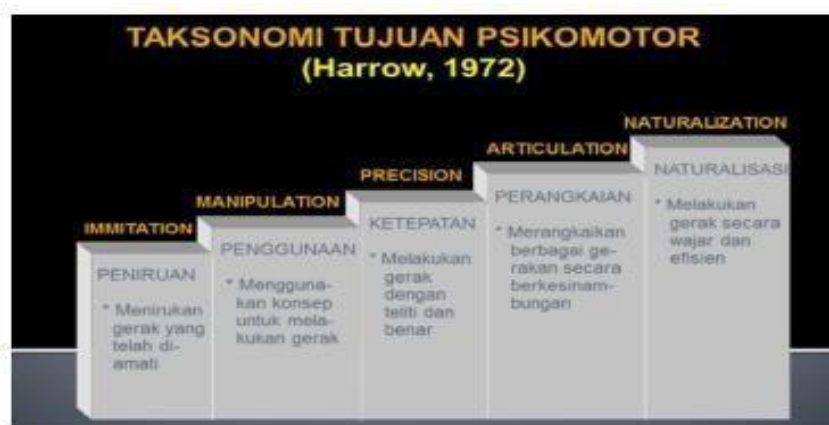 TAKSONOMI TUJUAN PSIKOMOTOR
(Harrow, 1972)
IMMITATION
PENIRUAN
* Menirukan
gerak yang
telah di-
amati
MANIPULATION
PENGGUNAAN
* Mengguna-
kan konsep
untuk mela-
kukan gerak
PRECISION
KETEPATAN
* Melakukan
gerak
dengan
teliti dan
benar
ARTICULATION
PERANGKAIAN
* Merangkaikan
berbagai ge-
rakan secara
berkesinam-
bungan
NATURALIZATION
NATURALISASI
* Melakukan
gerak secara
wajar dan
efisien